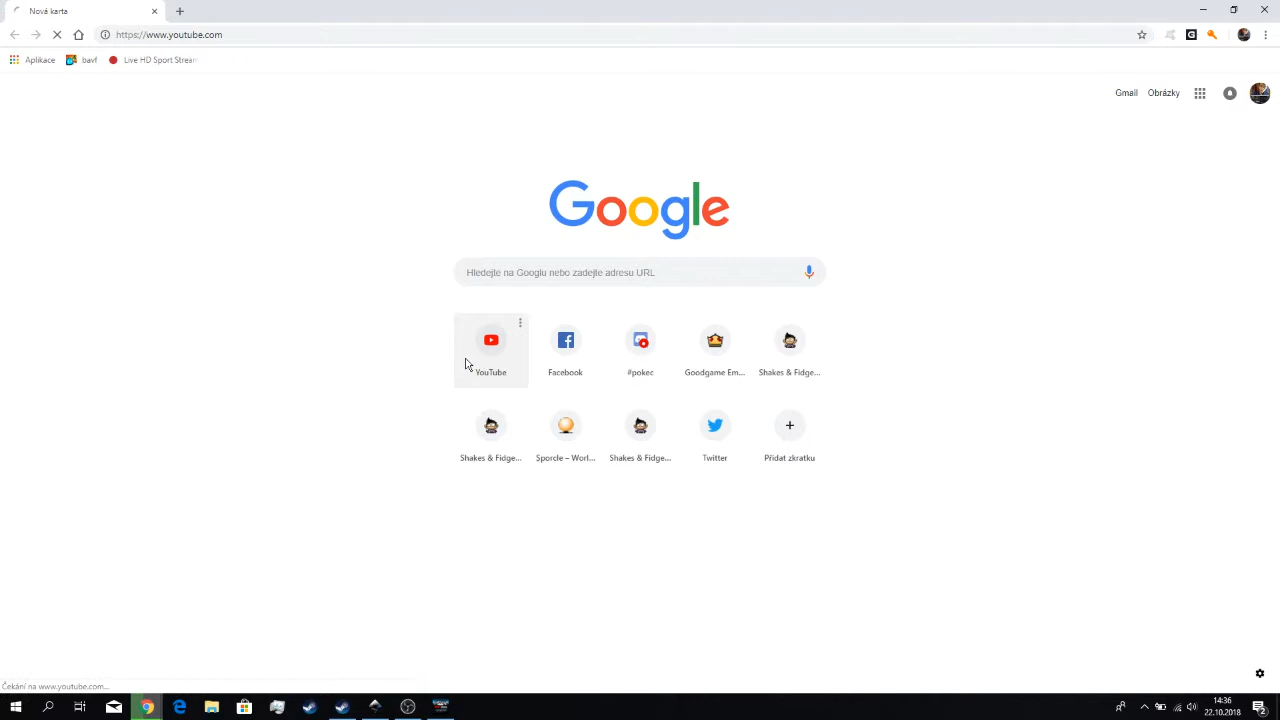 Nová karta
https://www.youtube.com
Aplikace bavf Live HD Sport Stream
Gmail Obrázky
Google
Hledejte na Googlu nebo zadejte adresu URL
YouTube Facebook #pokec Goodgame Em... Shakes & Fidge...
Shakes & Fidge... Sporcle – Worl... Shakes & Fidge... Twitter Přidat zkratku
Čekání na www.youtube.com...
14:36
22.10.2018